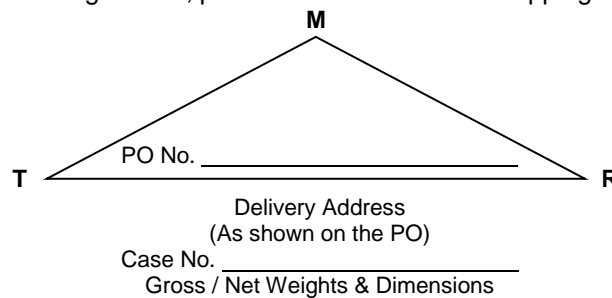 M
PO No.
T R
Delivery Address
(As shown on the PO)
Case No.
Gross / Net Weights & Dimensions